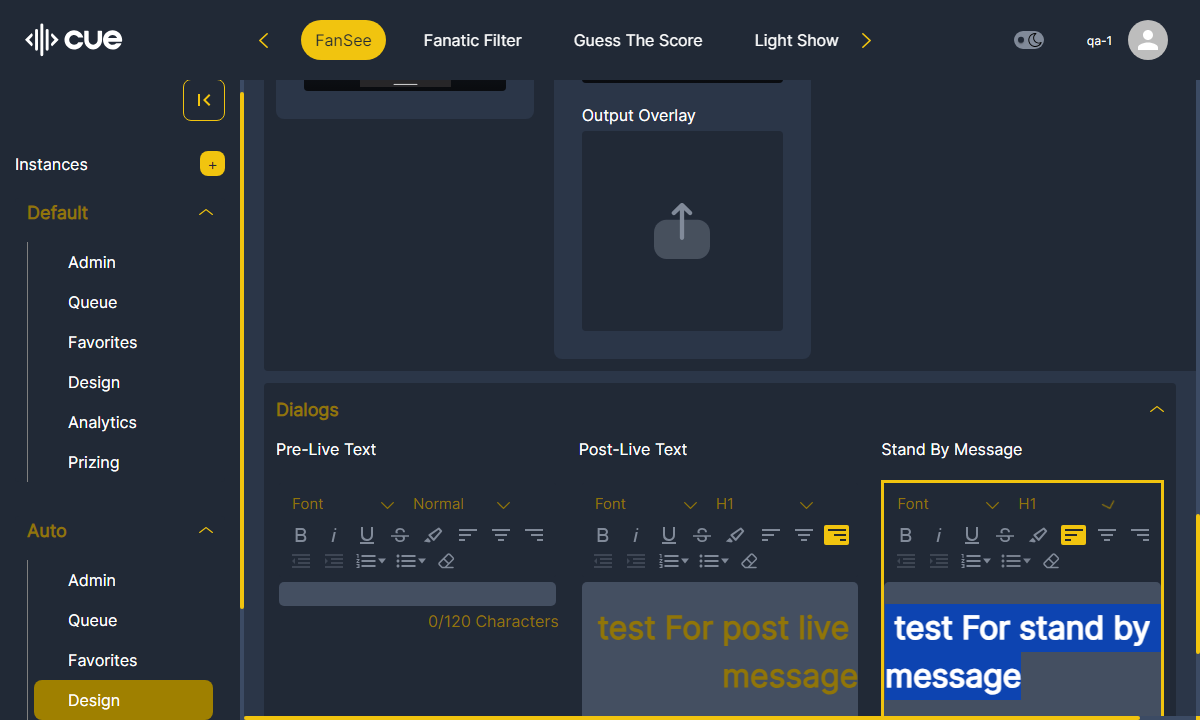 cue
FanSee
Fanatic Filter
Guess The Score
Light Show
qa-1
Instances
+
Default
Admin
Queue
Favorites
Design
Analytics
Prizing
Auto
Admin
Queue
Favorites
Design
Output Overlay
Dialogs
Pre-Live Text
Font
Normal
B i U S
0/120 Characters
Post-Live Text
Font
H1
B i U S
test For post live
message
Stand By Message
Font
H1
B i U S
test For stand by
message